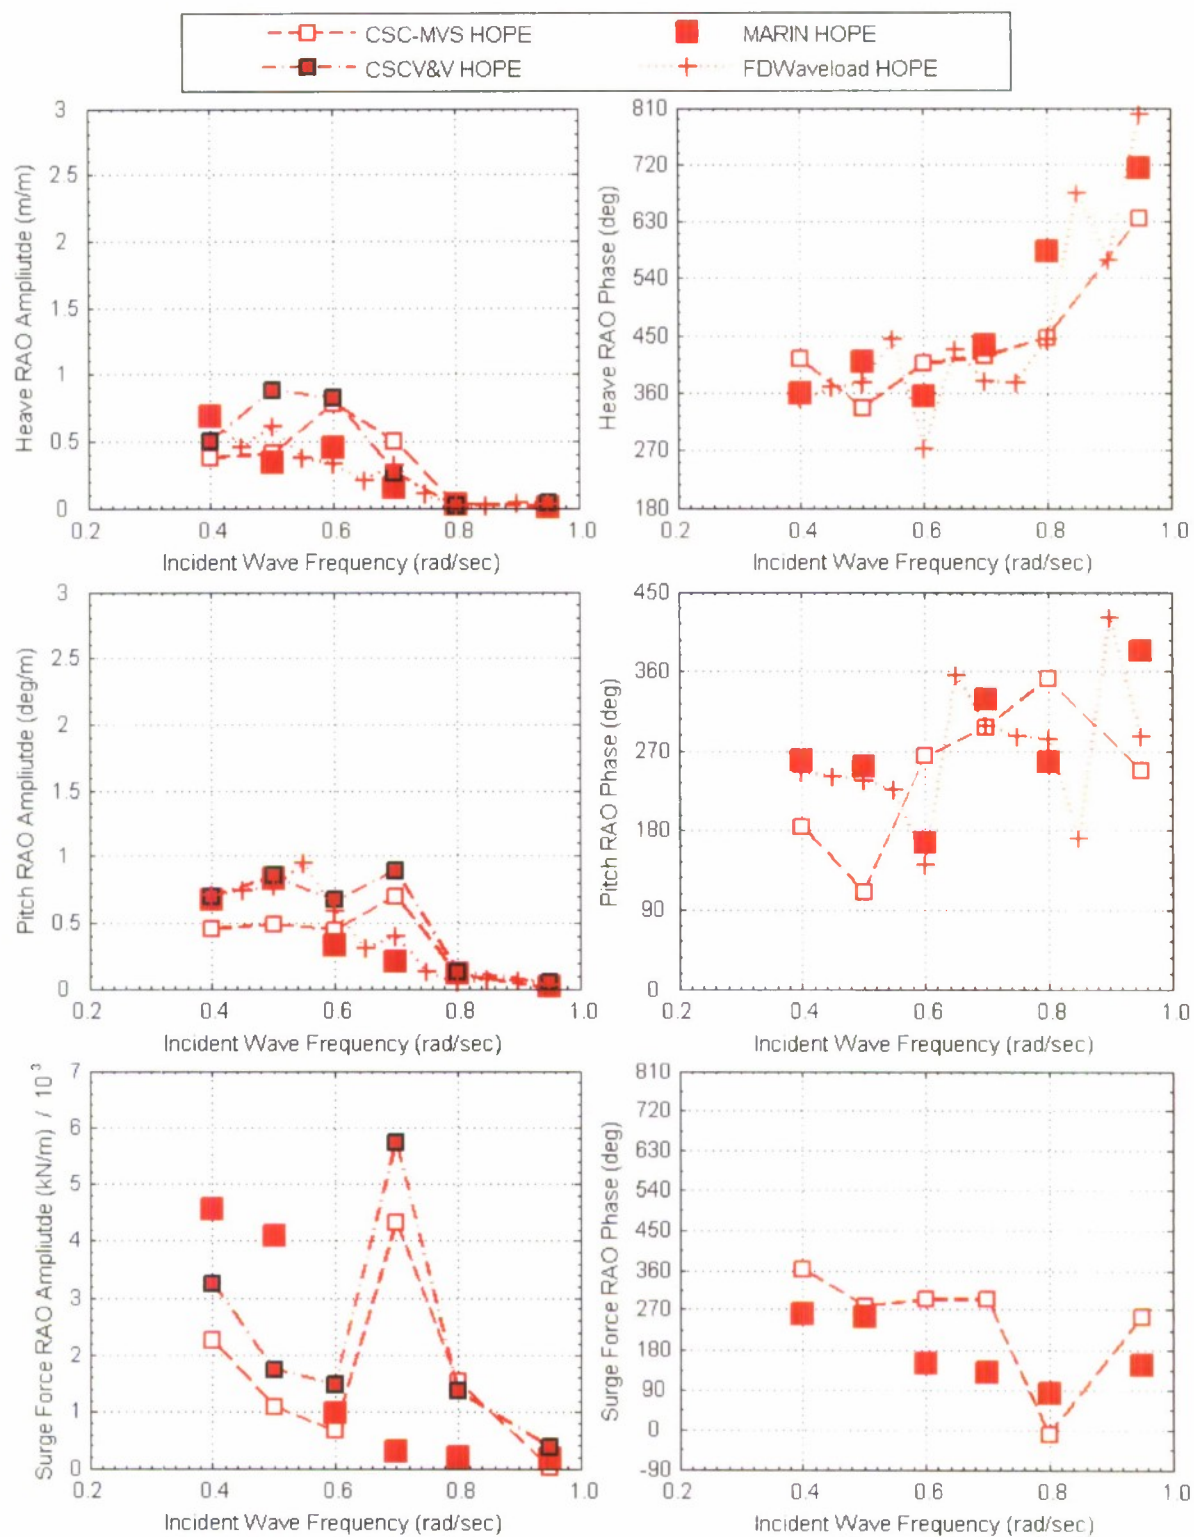 CSC-MVS HOPE MARIN HOPE
CSCV&V HOPE FDWaveload HOPE
Heave RAO Ampliutde (m/m)
3
2.5
2
1.5
1
0.5
0
0.2 0.4 0.6 0.8 1.0
Incident Wave Frequency (rad/sec)
Heave RAO Phase (deg)
810
720
630
540
450
360
270
180
0.2 0.4 0.6 0.8 1.0
Incident Wave Frequency (rad/sec)
Pitch RAO Ampliutde (deg/m)
3
2.5
2
1.5
1
0.5
0
0.2 0.4 0.6 0.8 1.0
Incident Wave Frequency (rad/sec)
Pitch RAO Phase (deg)
450
360
270
180
90
0
0.2 0.4 0.6 0.8 1.0
Incident Wave Frequency (rad/sec)
Surge Force RAO Ampliutde (kN/m) / 10³
7
6
5
4
3
2
1
0
0.2 0.4 0.6 0.8 1.0
Incident Wave Frequency (rad/sec)
Surge Force RAO Phase (deg)
810
720
630
540
450
360
270
180
90
0
-90
0.2 0.4 0.6 0.8 1.0
Incident Wave Frequency (rad/sec)